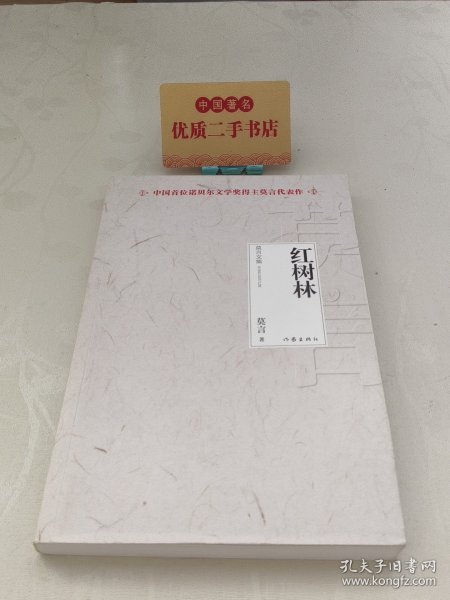 中国著名
优质二手书店
中国首位诺贝尔文学奖得主莫言代表作
莫言文集
红树林
莫言 著
作家出版社
孔夫子旧书网
www.kongfz.com